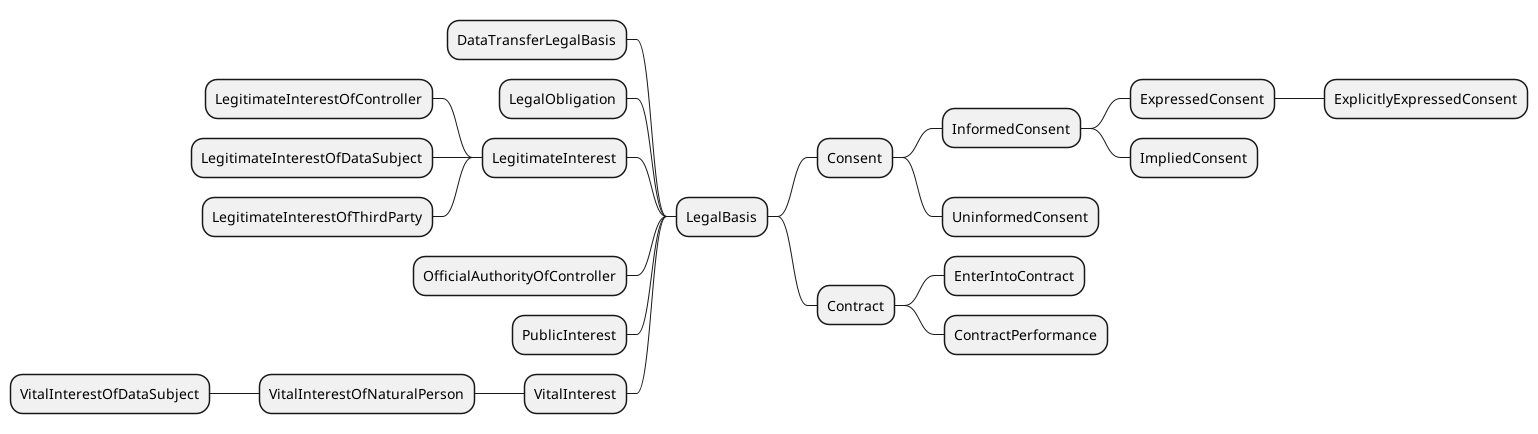 DataTransferLegalBasis
LegitimateInterestOfController
LegalObligation
ExpressedConsent
ExplicitlyExpressedConsent
InformedConsent
LegitimateInterestOfDataSubject
LegitimateInterest
Consent
ImpliedConsent
LegitimateInterestOfThirdParty
LegalBasis
UninformedConsent
OfficialAuthorityOfController
EnterIntoContract
Contract
PublicInterest
ContractPerformance
VitalInterestOfDataSubject
VitalInterestOfNaturalPerson
VitalInterest